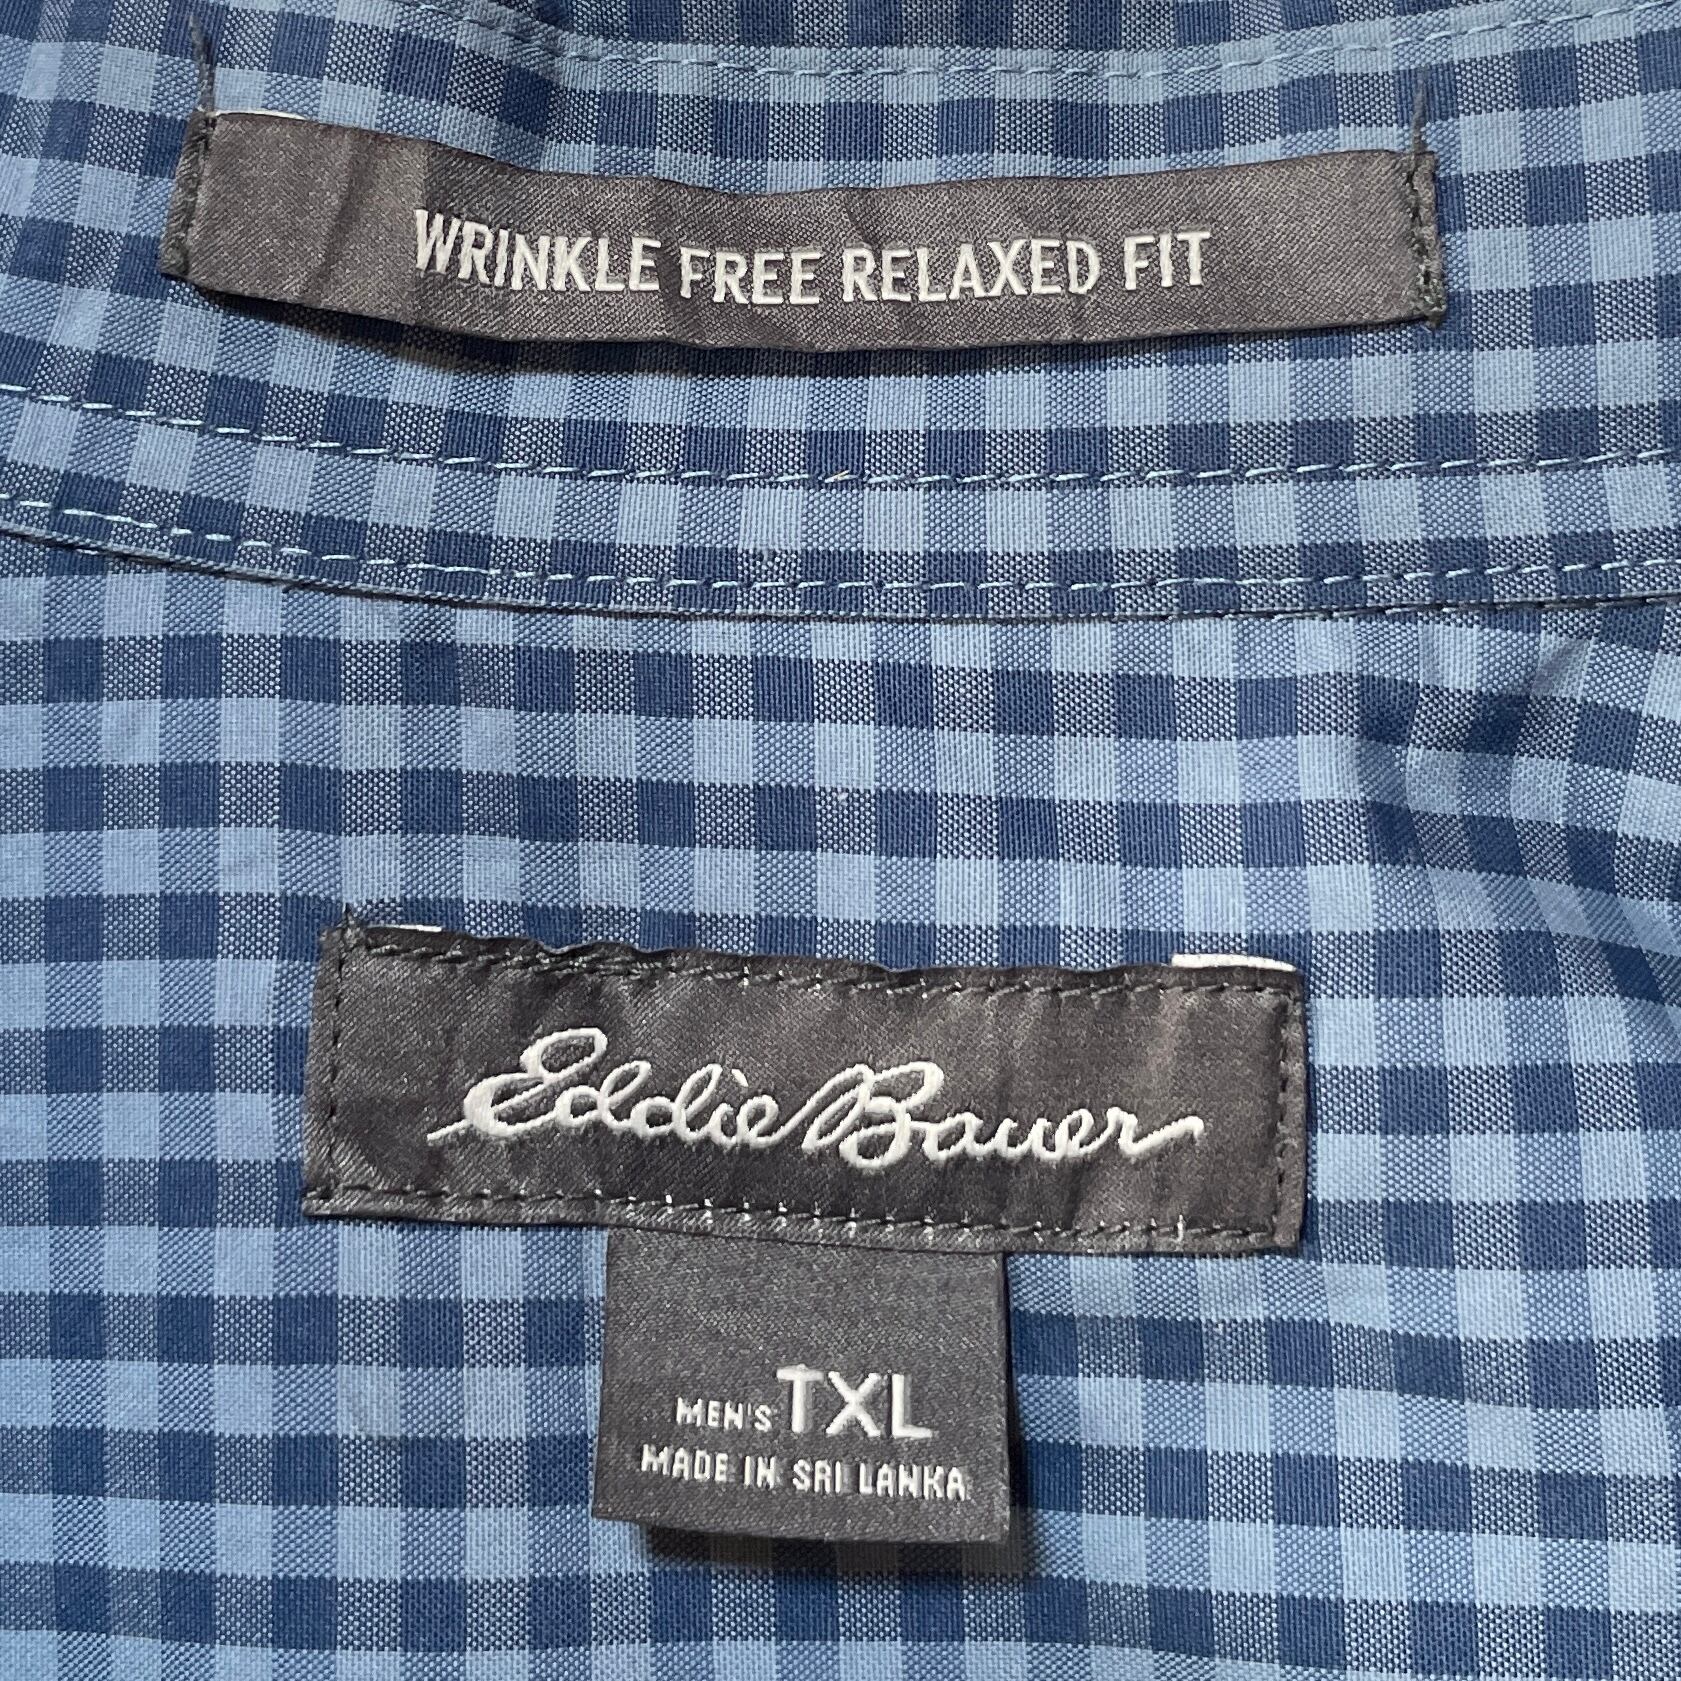 WRINKLE FREE RELAXED FIT
Eddie Bauer
MEN'S TXL
MADE IN SRI LANKA